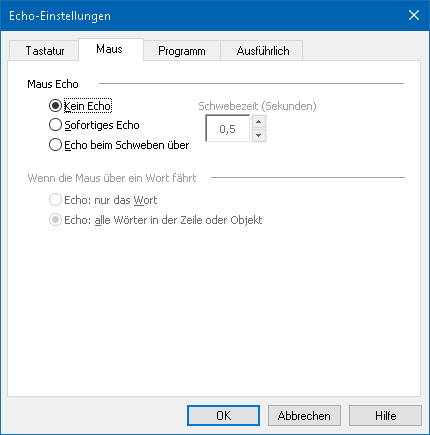 Echo-Einstellungen
Tastatur Maus Programm Ausführlich
Maus Echo
Kein Echo Schwebezeit (Sekunden)
Sofortiges Echo 0,5
Echo beim Schweben über
Wenn die Maus über ein Wort fährt
Echo: nur das Wort
Echo: alle Wörter in der Zeile oder Objekt
OK Abbrechen Hilfe